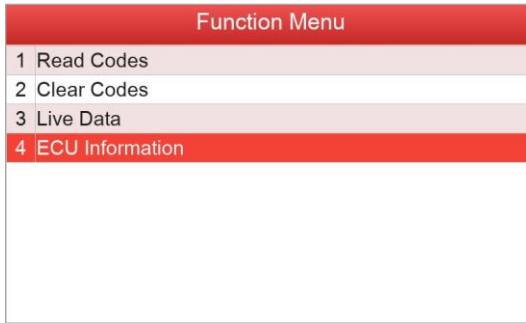 Function Menu
1 Read Codes
2 Clear Codes
3 Live Data
4 ECU Information